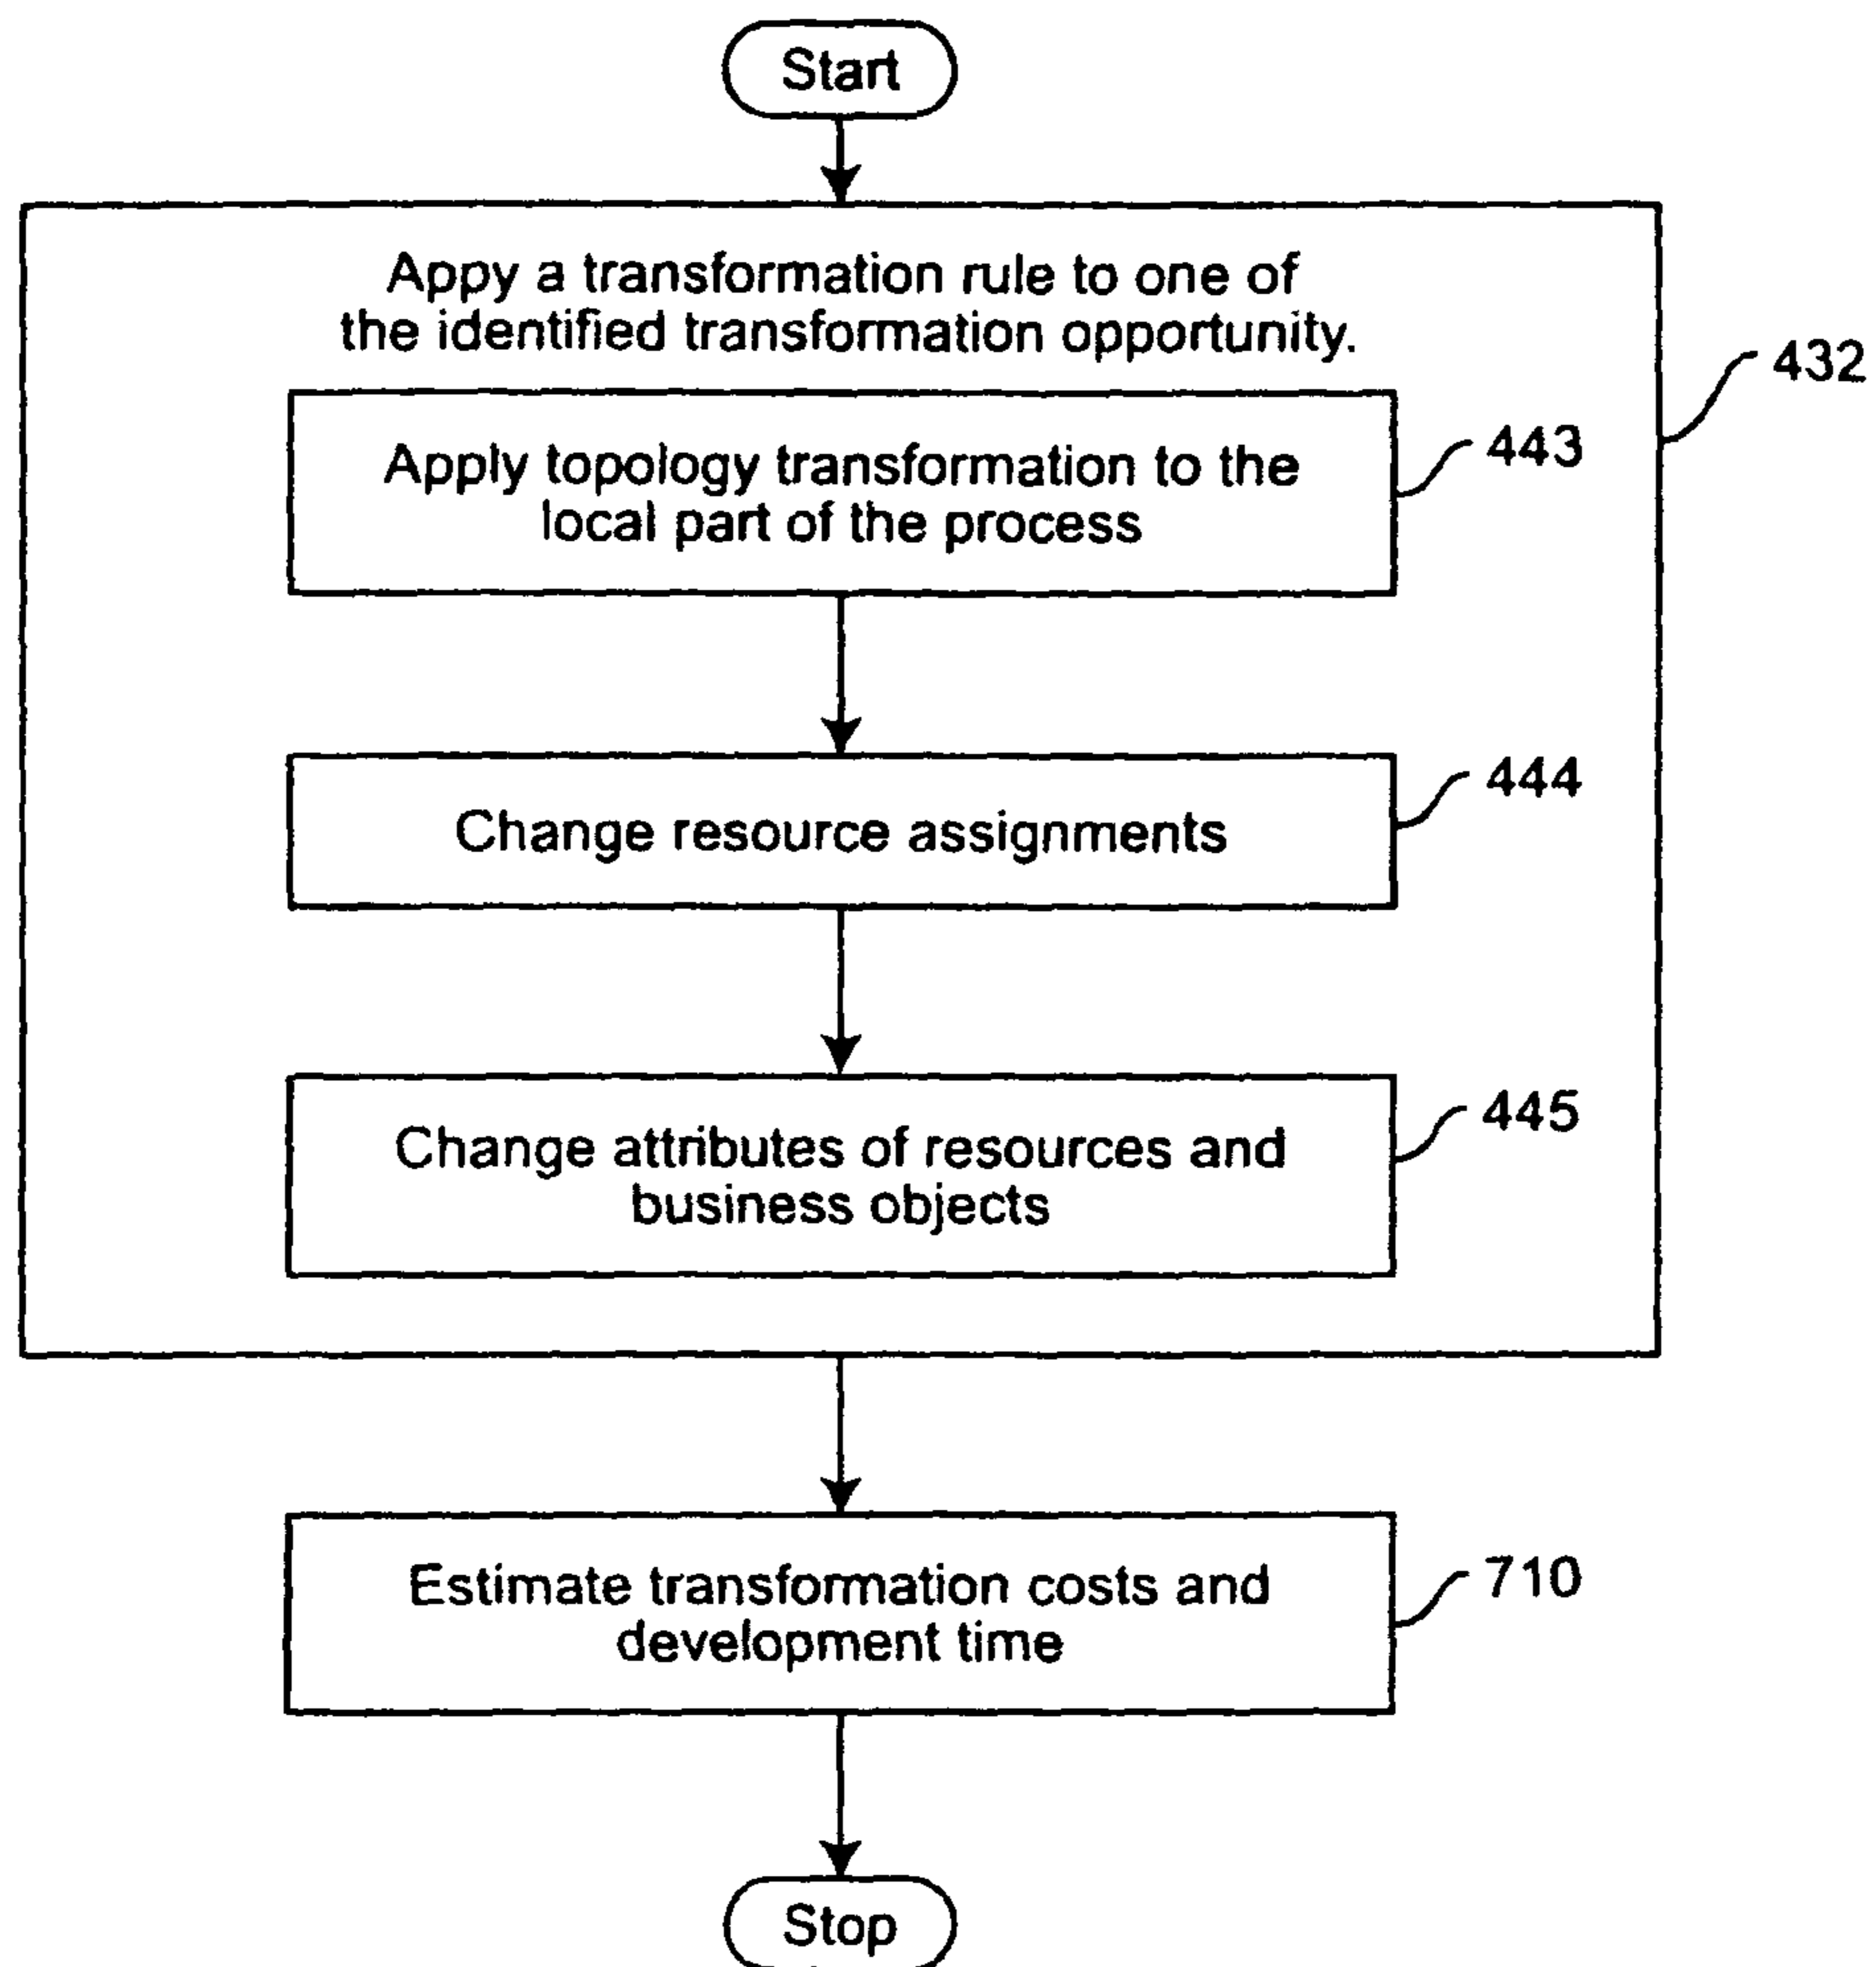 Start
Appy a transformation rule to one of
the identified transformation opportunity.
432
Apply topology transformation to the
local part of the process
443
Change resource assignments
444
Change attributes of resources and
business objects
445
Estimate transformation costs and
development time
710
Stop